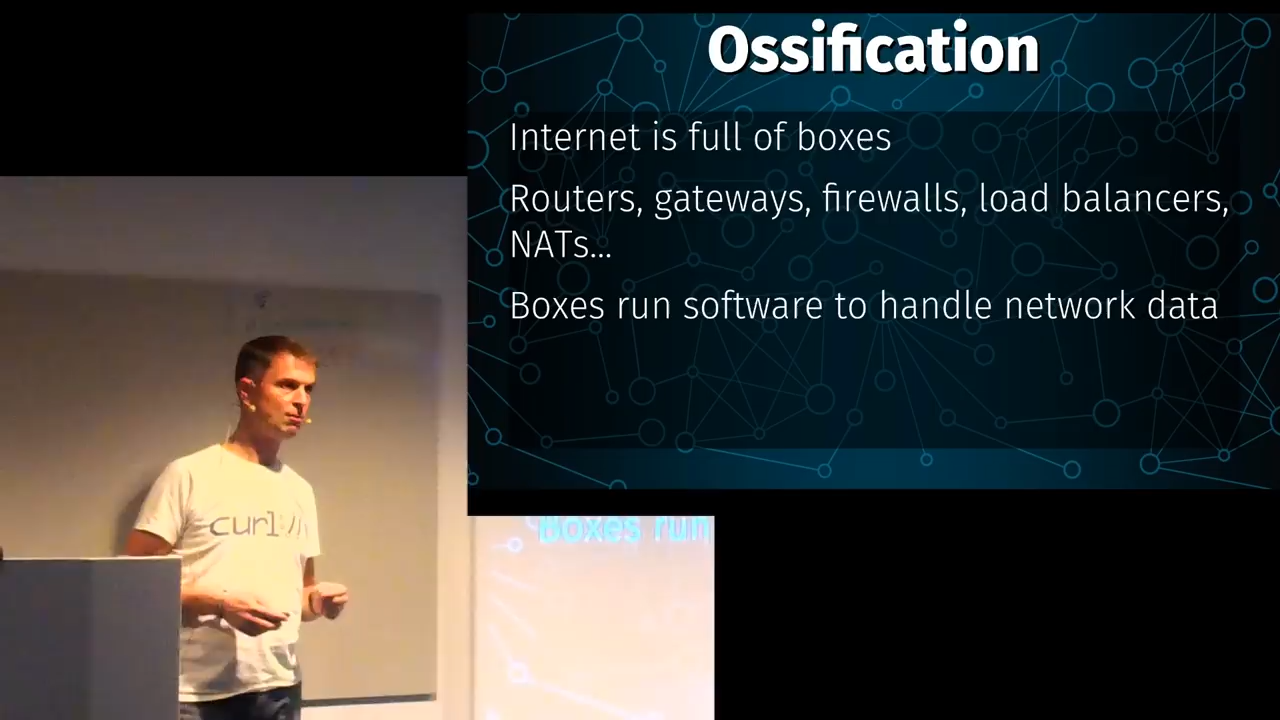 Ossification
Internet is full of boxes
Routers, gateways, firewalls, load balancers,
NATs...
Boxes run software to handle network data
curl://
Boxes run